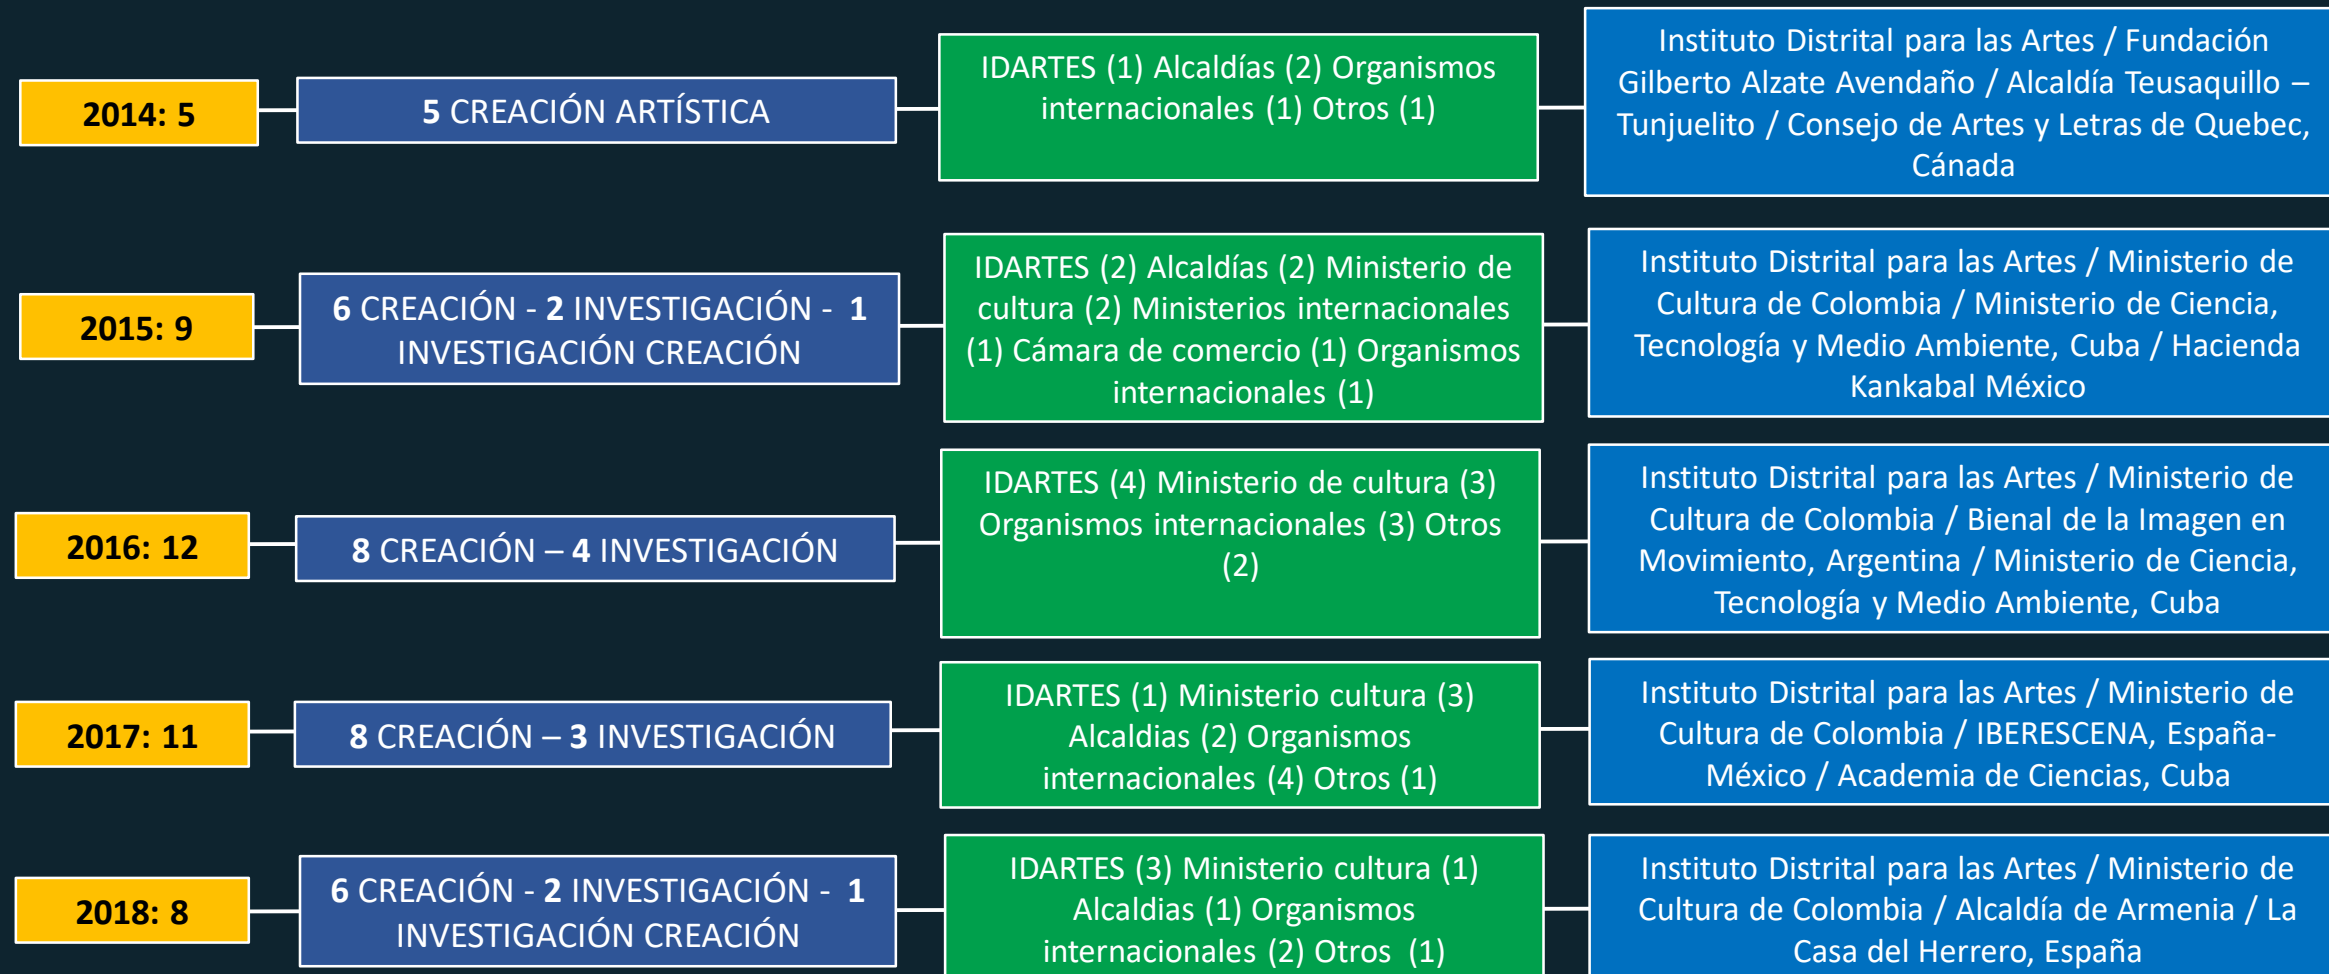 2014: 5
5 CREACIÓN ARTÍSTICA
IDARTES (1) Alcaldías (2) Organismos
internacionales (1) Otros (1)
Instituto Distrital para las Artes / Fundación
Gilberto Alzate Avendaño / Alcaldía Teusaquillo –
Tunjuelito / Consejo de Artes y Letras de Quebec,
Cánada
2015: 9
6 CREACIÓN - 2 INVESTIGACIÓN - 1
INVESTIGACIÓN CREACIÓN
IDARTES (2) Alcaldías (2) Ministerio de
cultura (2) Ministerios internacionales
(1) Cámara de comercio (1) Organismos
internacionales (1)
Instituto Distrital para las Artes / Ministerio de
Cultura de Colombia / Ministerio de Ciencia,
Tecnología y Medio Ambiente, Cuba / Hacienda
Kankabal México
2016: 12
8 CREACIÓN – 4 INVESTIGACIÓN
IDARTES (4) Ministerio de cultura (3)
Organismos internacionales (3) Otros
(2)
Instituto Distrital para las Artes / Ministerio de
Cultura de Colombia / Bienal de la Imagen en
Movimiento, Argentina / Ministerio de Ciencia,
Tecnología y Medio Ambiente, Cuba
2017: 11
8 CREACIÓN – 3 INVESTIGACIÓN
IDARTES (1) Ministerio cultura (3)
Alcaldias (2) Organismos
internacionales (4) Otros (1)
Instituto Distrital para las Artes / Ministerio de
Cultura de Colombia / IBERESCENA, España-
México / Academia de Ciencias, Cuba
2018: 8
6 CREACIÓN - 2 INVESTIGACIÓN - 1
INVESTIGACIÓN CREACIÓN
IDARTES (3) Ministerio cultura (1)
Alcaldias (1) Organismos
internacionales (2) Otros (1)
Instituto Distrital para las Artes / Ministerio de
Cultura de Colombia / Alcaldía de Armenia / La
Casa del Herrero, España